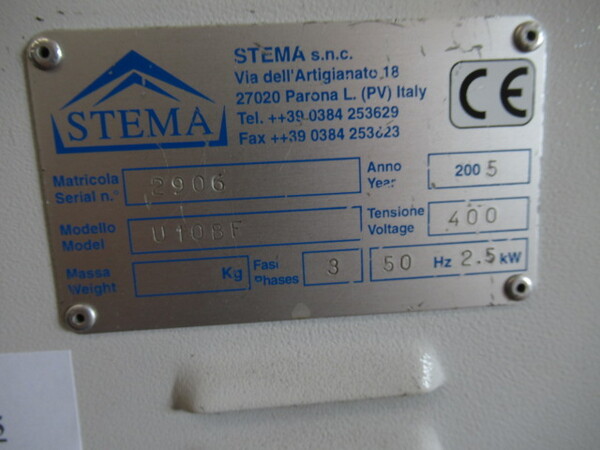 STEMA
STEMA s.n.c.
Via dell'Artigianato,18
27020 Parona L. (PV) Italy
Tel. ++39 0384 253629
Fax ++39 0384 253623
CE
Matricola
Serial n.° 2906
Anno
Year 2005
Modello
Model U10BF
Tensione
Voltage 400
Massa
Weight Kg
Fasi
Phases 3 50 Hz 2.5 kW